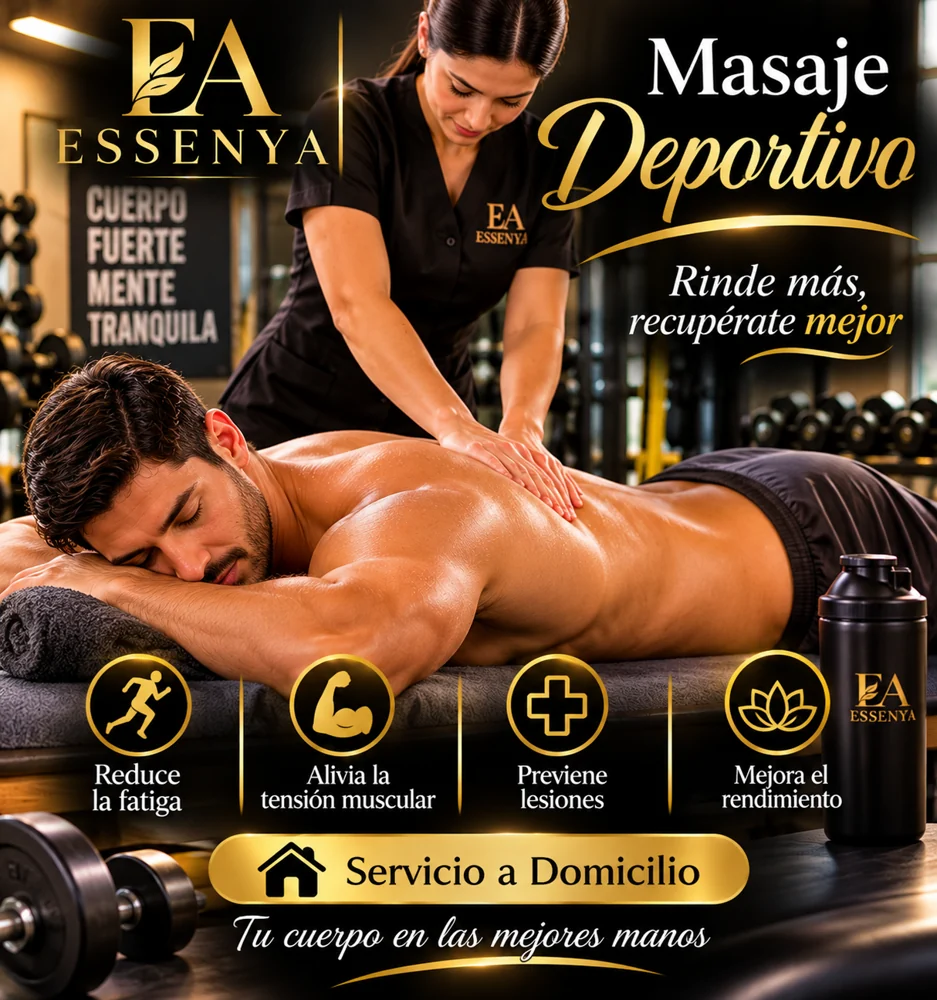 EA
ESSENYA
Masaje
Deportivo
Rinde más,
recupérate mejor
CUERPO
FUERTE
MENTE
TRANQUILA
EA
ESSENYA
EA
ESSENYA
Reduce
la fatiga
Alivia la
tensión muscular
Previene
lesiones
Mejora el
rendimiento
Servicio a Domicilio
Tu cuerpo en las mejores manos